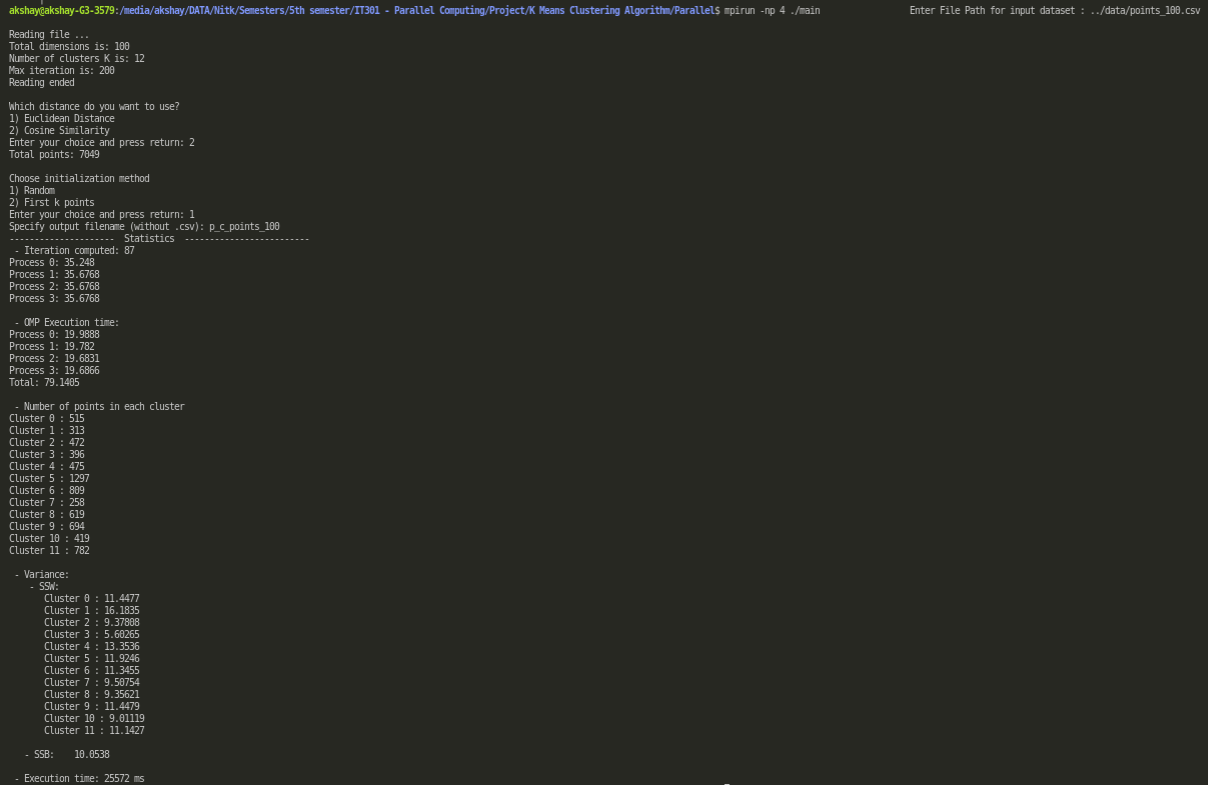 akshay@akshay-G3-3579:/media/akshay/DATA/Nitk/Semesters/5th semester/IT301 - Parallel Computing/Project/K Means Clustering Algorithm/Parallel$ mpirun -np 4 ./main Enter File Path for input dataset : ../data/points_100.csv
Reading file ...
Total dimensions is: 100
Number of clusters K is: 12
Max iteration is: 200
Reading ended
Which distance do you want to use?
1) Euclidean Distance
2) Cosine Similarity
Enter your choice and press return: 2
Total points: 7049
Choose initialization method
1) Random
2) First k points
Enter your choice and press return: 1
Specify output filename (without .csv): p_c_points_100
--------------------- Statistics -------------------------
- Iteration computed: 87
Process 0: 35.248
Process 1: 35.6768
Process 2: 35.6768
Process 3: 35.6768
- OMP Execution time:
Process 0: 19.9888
Process 1: 19.782
Process 2: 19.6831
Process 3: 19.6866
Total: 79.1405
- Number of points in each cluster
Cluster 0 : 515
Cluster 1 : 313
Cluster 2 : 472
Cluster 3 : 396
Cluster 4 : 475
Cluster 5 : 1297
Cluster 6 : 809
Cluster 7 : 258
Cluster 8 : 619
Cluster 9 : 694
Cluster 10 : 419
Cluster 11 : 782
- Variance:
- SSW:
Cluster 0 : 11.4477
Cluster 1 : 16.1835
Cluster 2 : 9.37808
Cluster 3 : 5.60265
Cluster 4 : 13.3536
Cluster 5 : 11.9246
Cluster 6 : 11.3455
Cluster 7 : 9.50754
Cluster 8 : 9.35621
Cluster 9 : 11.4479
Cluster 10 : 9.01119
Cluster 11 : 11.1427
- SSB: 10.0538
- Execution time: 25572 ms